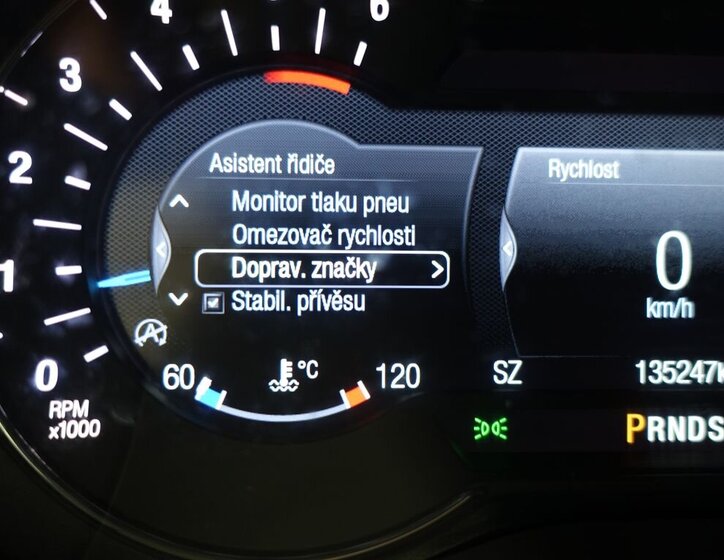 4
6
3
2
1
0
RPM
x1000
Asistent řidiče
Monitor tlaku pneu
Omezovač rychlosti
Doprav. značky
Stabil. přívěsu
60
°C
120
Rychlost
0
km/h
SZ
135247k
PRNDS